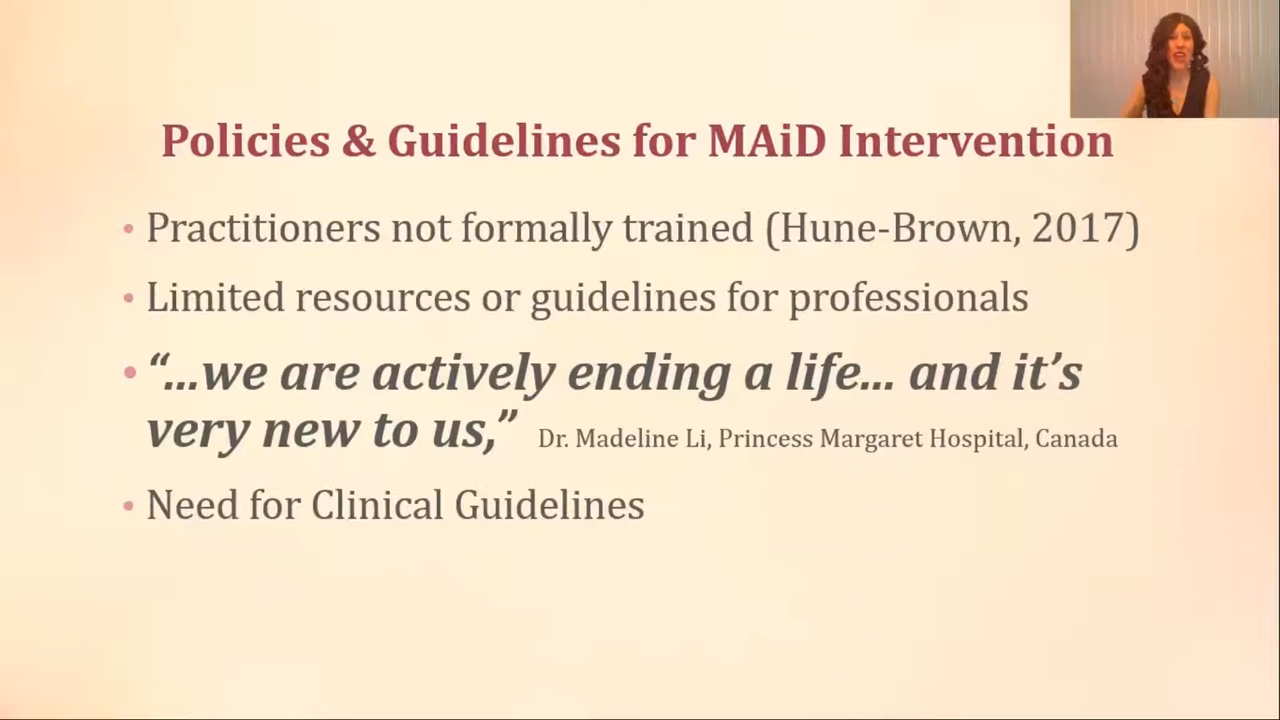 Policies & Guidelines for MAiD Intervention
• Practitioners not formally trained (Hune-Brown, 2017)
• Limited resources or guidelines for professionals
• “...we are actively ending a life... and it’s
very new to us,” Dr. Madeline Li, Princess Margaret Hospital, Canada
• Need for Clinical Guidelines